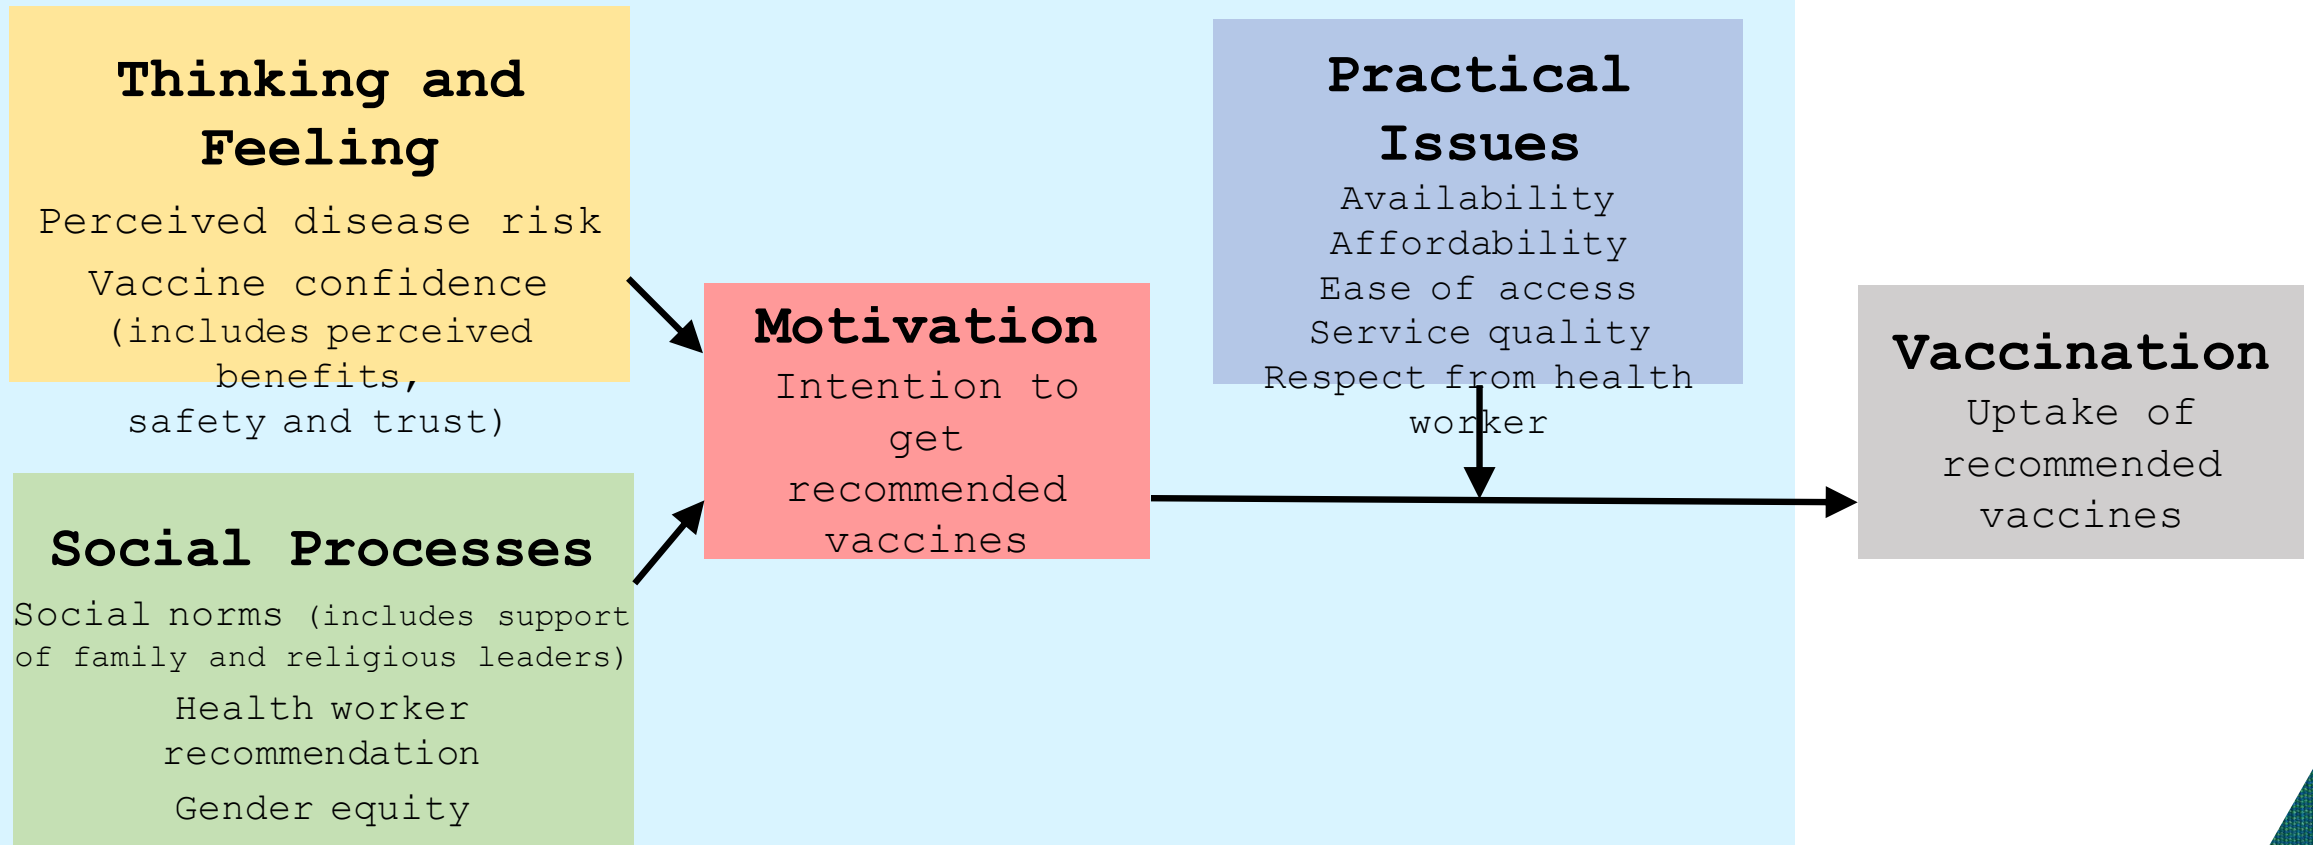 Thinking and
Feeling
Perceived disease risk
Vaccine confidence
(includes perceived
benefits,
safety and trust)
Social Processes
Social norms (includes support
of family and religious leaders)
Health worker
recommendation
Gender equity
Motivation
Intention to
get
recommended
vaccines
Practical
Issues
Availability
Affordability
Ease of access
Service quality
Respect from health
worker
Vaccination
Uptake of
recommended
vaccines